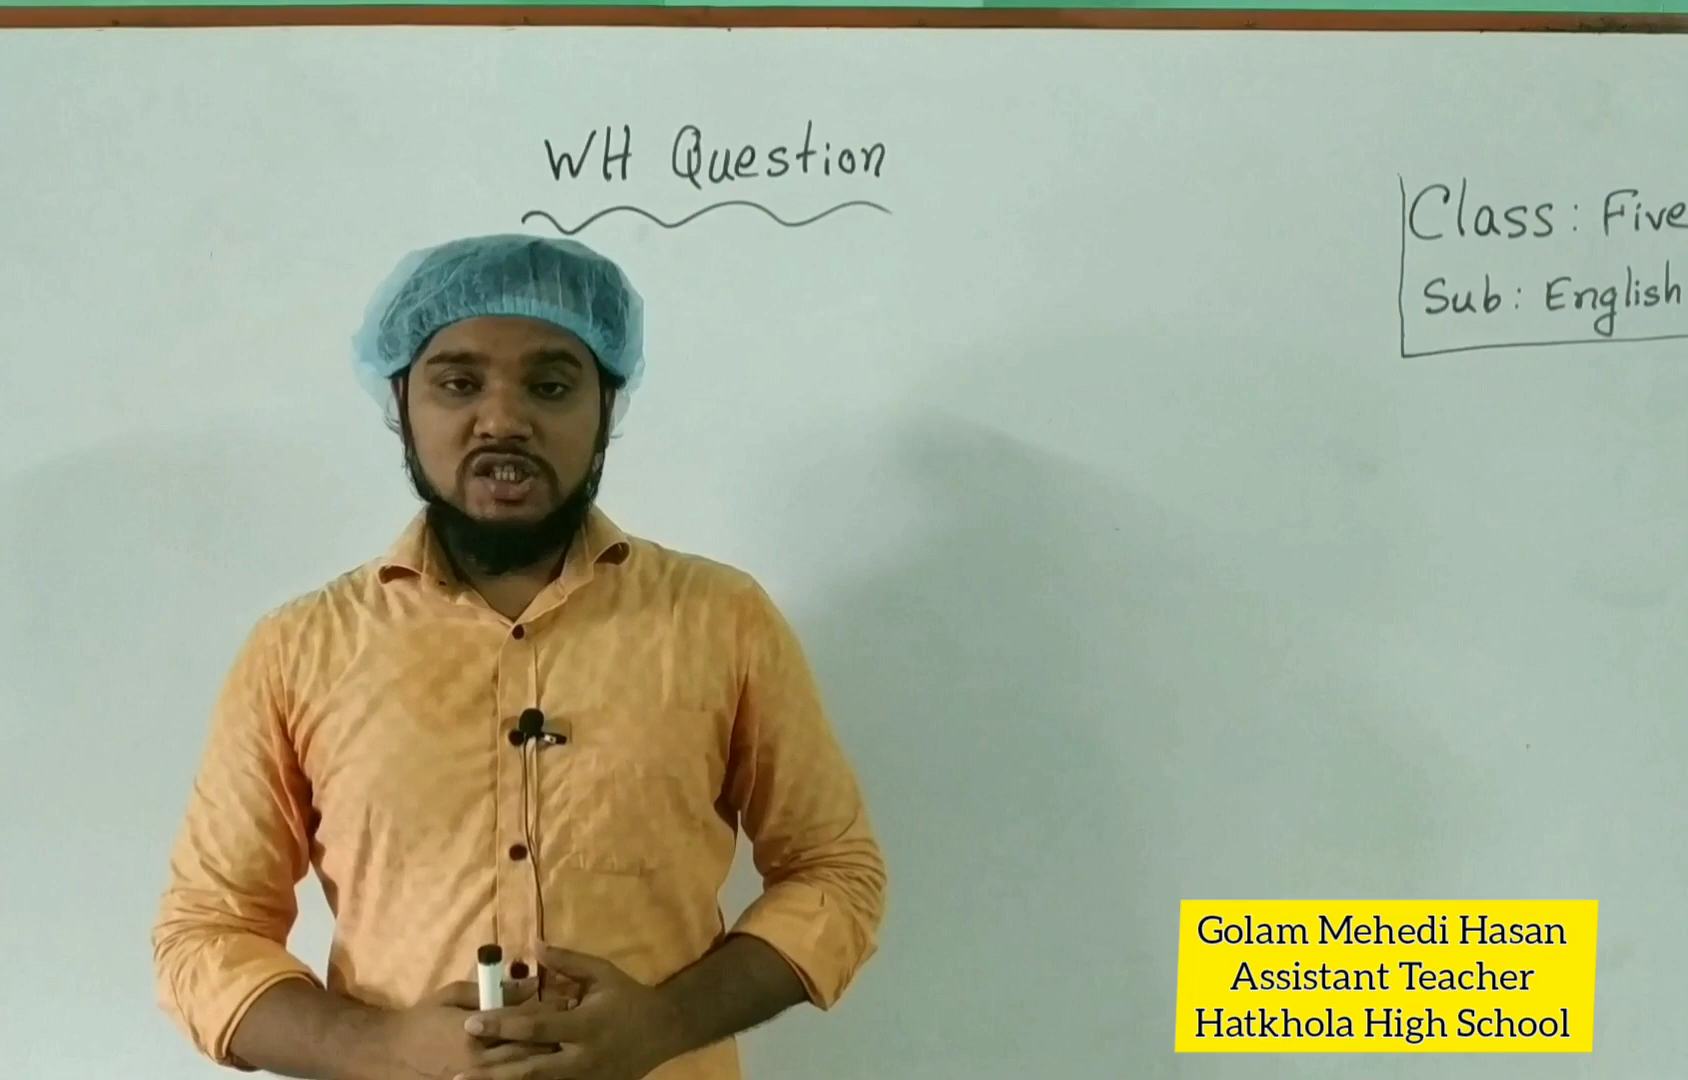 WH Question
Class: Five
Sub: English
Golam Mehedi Hasan
Assistant Teacher
Hatkhola High School